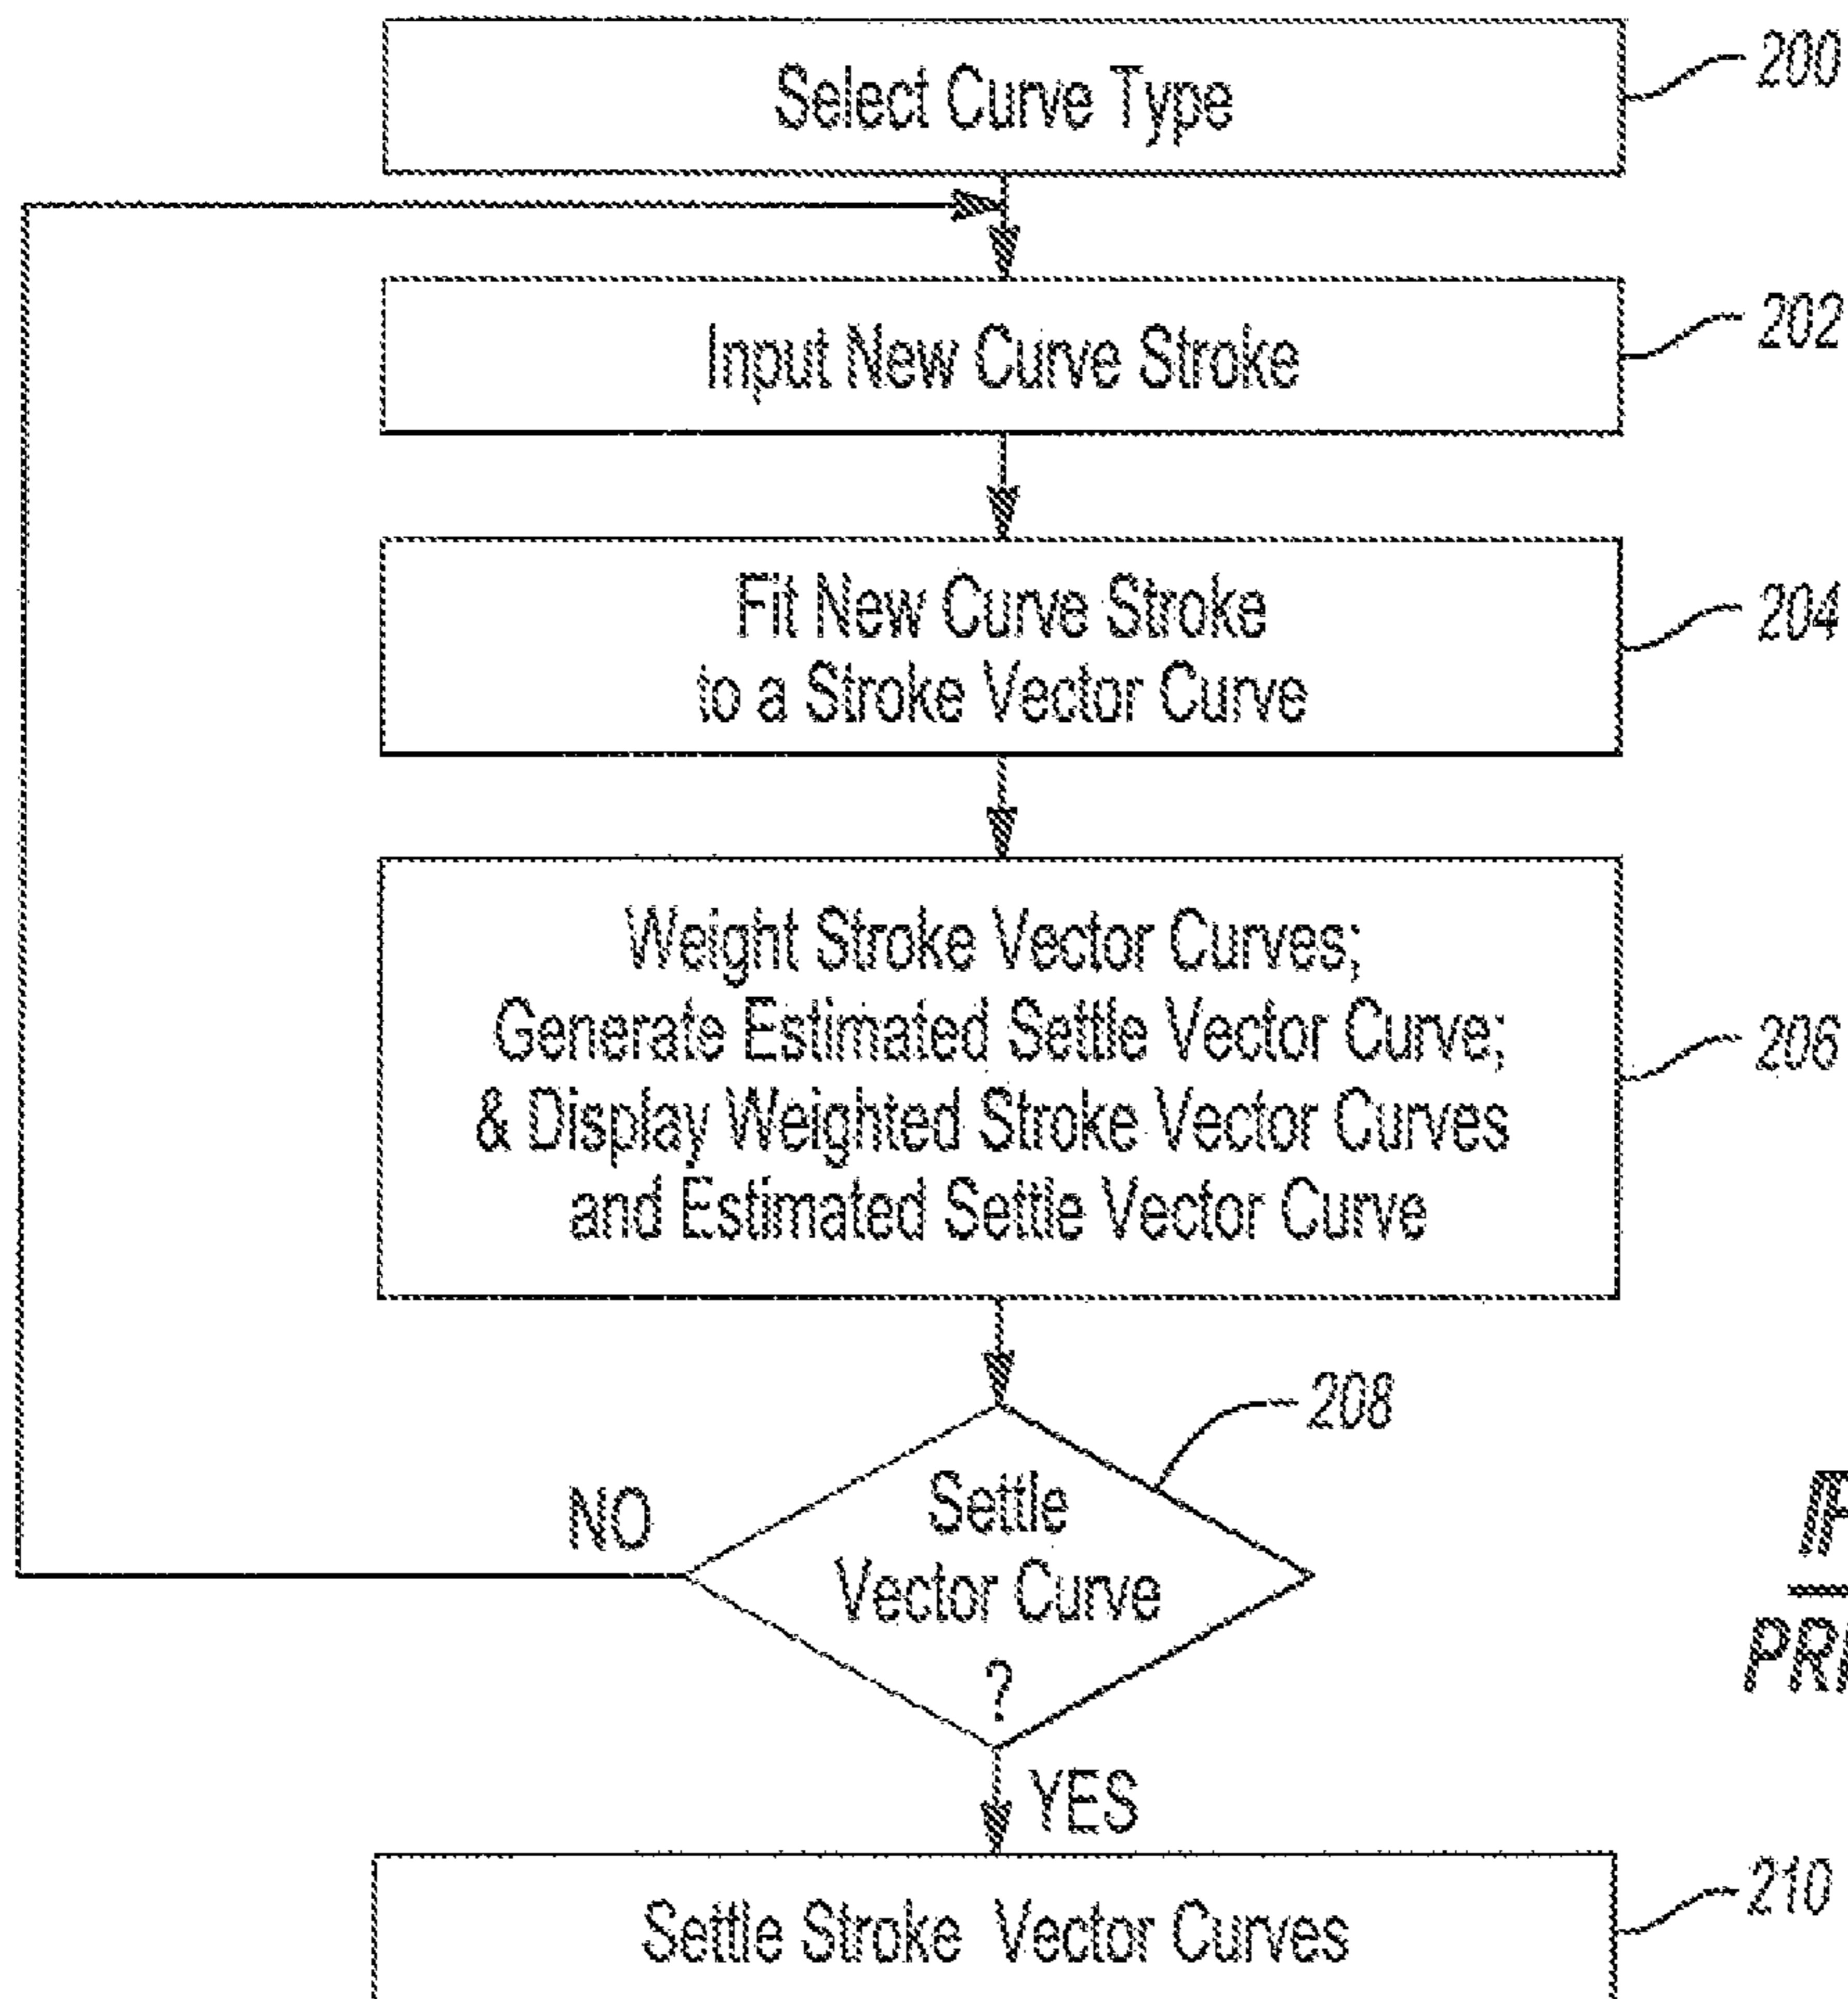 Select Curve Type
200
Input New Curve Stroke
202
Fit New Curve Stroke
to a Stroke Vector Curve
204
Weight Stroke Vector Curves;
Generate Estimated Settle Vector Curve;
& Display Weighted Stroke Vector Curves
and Estimated Settle Vector Curve
206
208
NO
Settle
Vector Curve
?
YES
Settle Stroke Vector Curves
210